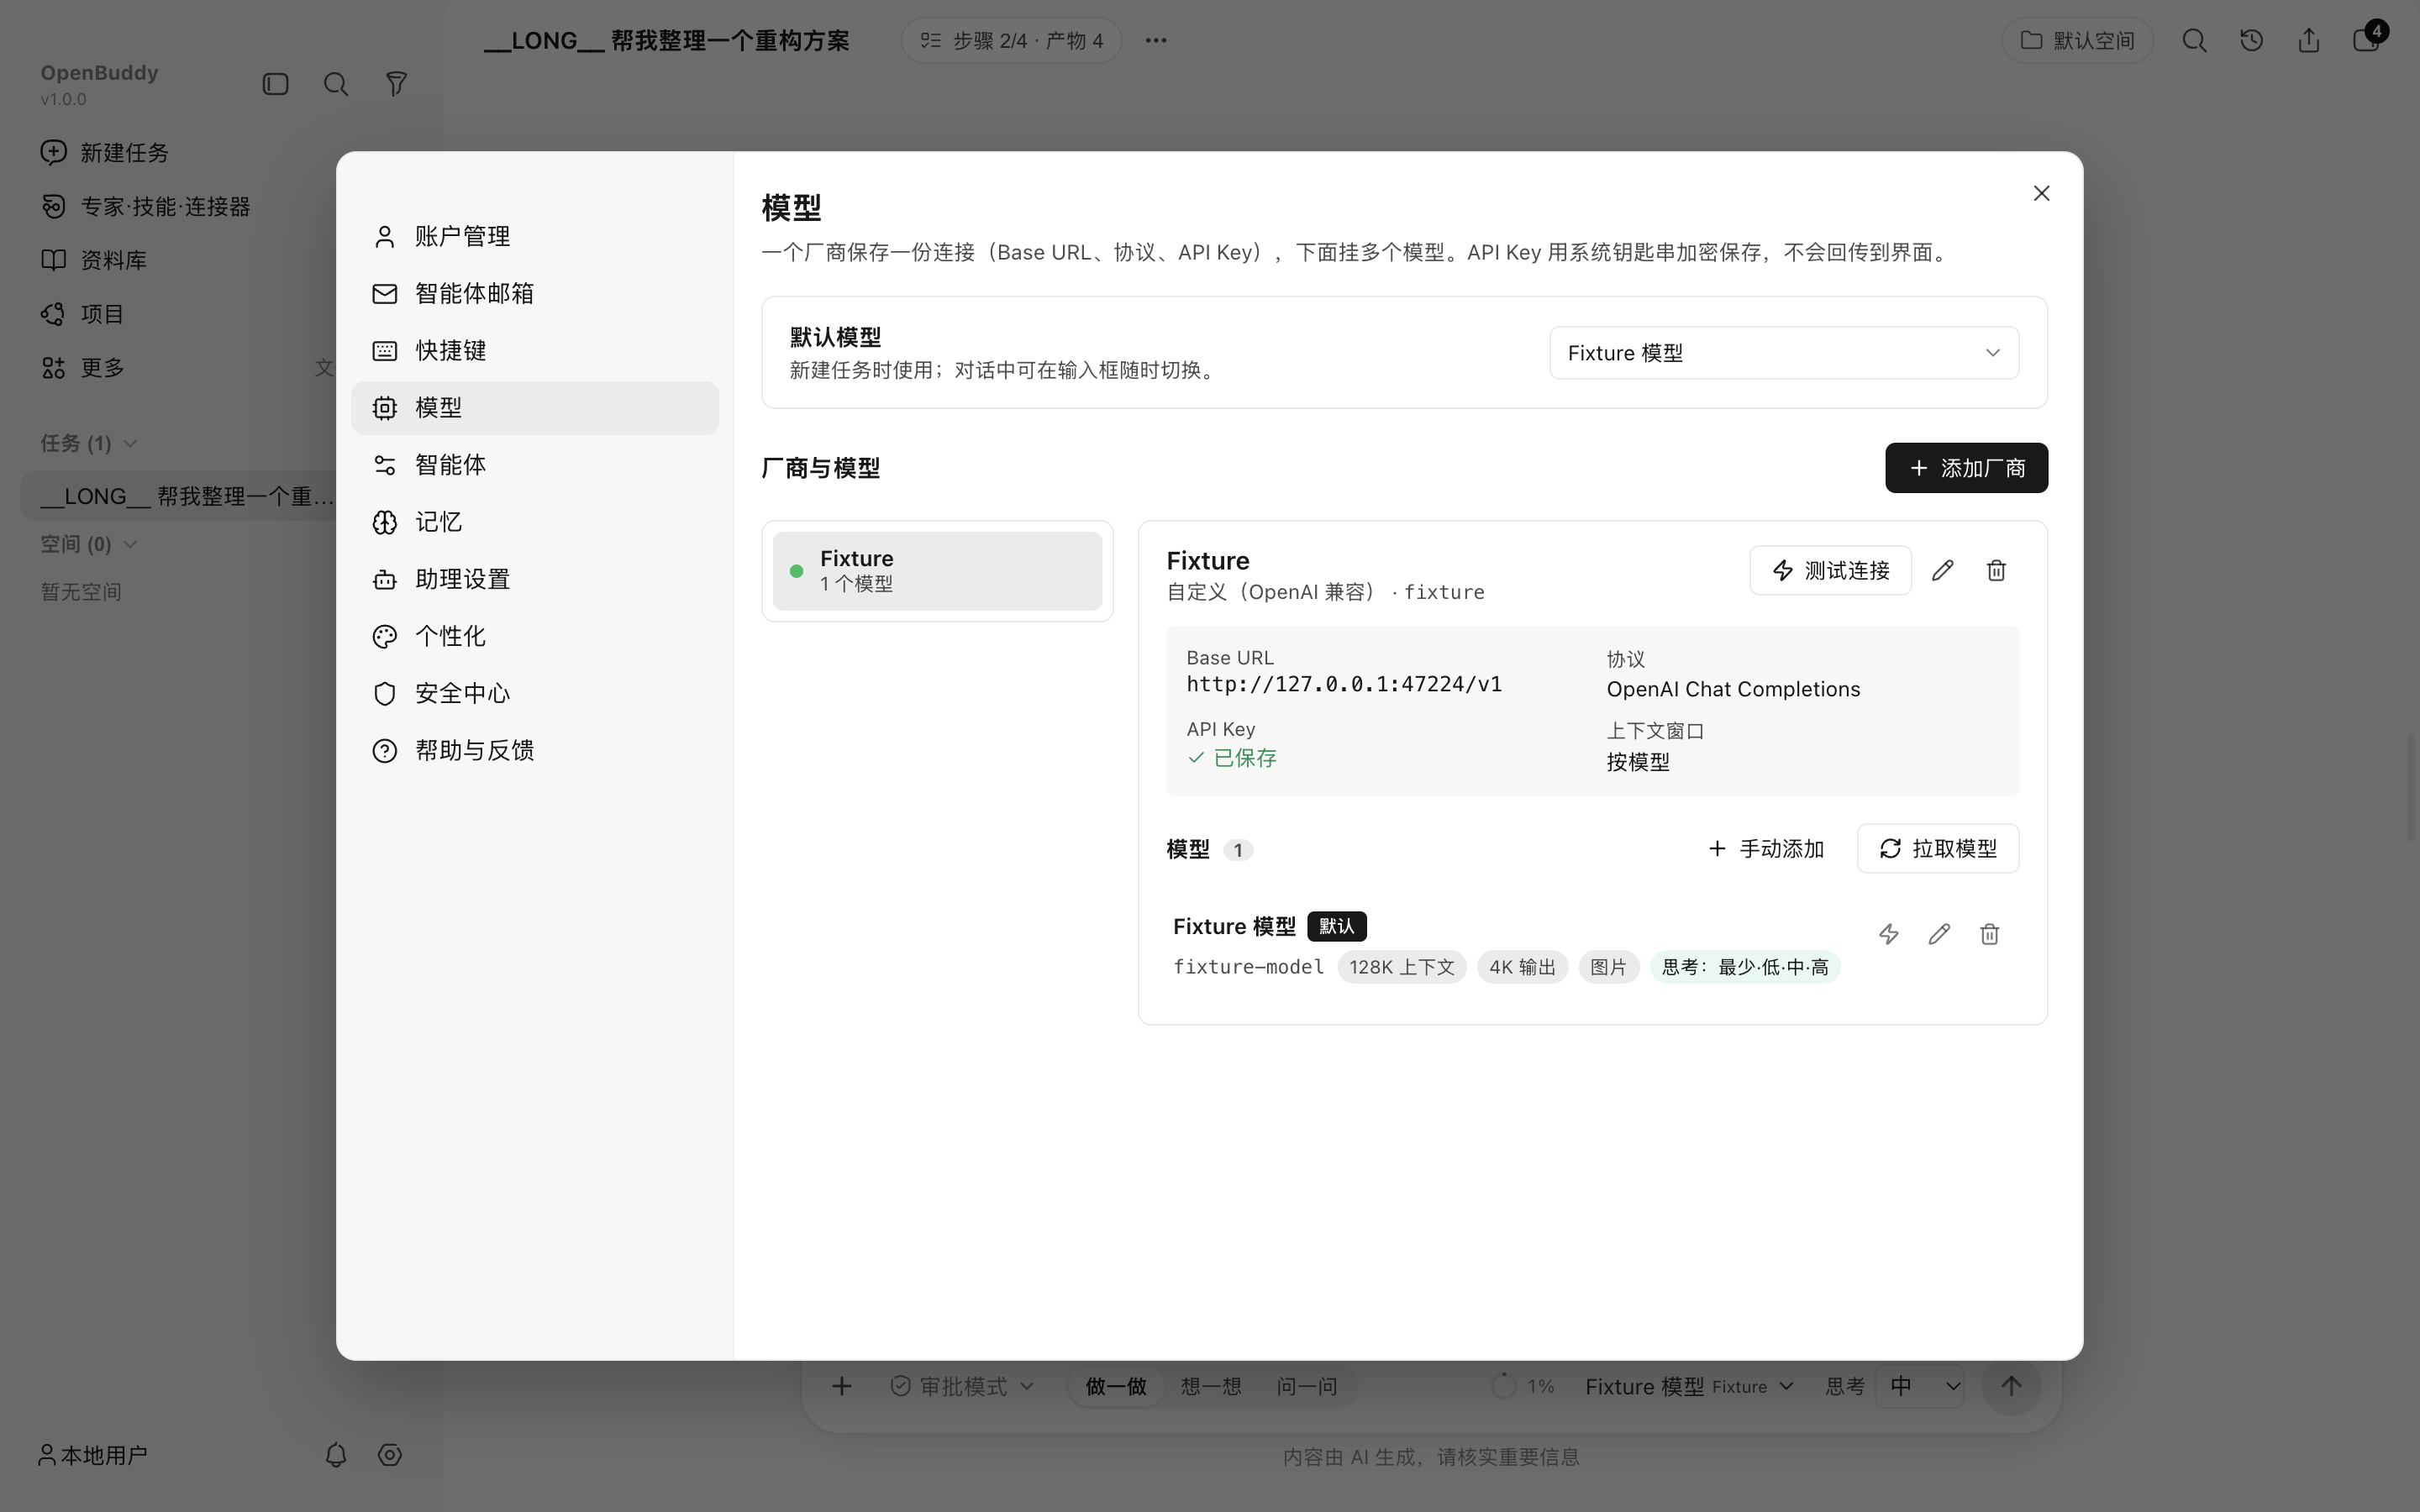 OpenBuddy
v1.0.0
新建任务
专家·技能·连接器
资料库
项目
更多
文
任务 (1)
__LONG__ 帮我整理一个重…
空间 (0)
暂无空间
本地用户
__LONG__ 帮我整理一个重构方案
步骤 2/4 · 产物 4
默认空间
4
账户管理
智能体邮箱
快捷键
模型
智能体
记忆
助理设置
个性化
安全中心
帮助与反馈
模型
一个厂商保存一份连接（Base URL、协议、API Key），下面挂多个模型。API Key 用系统钥匙串加密保存，不会回传到界面。
默认模型
新建任务时使用；对话中可在输入框随时切换。
Fixture 模型
厂商与模型
添加厂商
Fixture
1 个模型
Fixture
自定义（OpenAI 兼容） · fixture
测试连接
Base URL
http://127.0.0.1:47224/v1
协议
OpenAI Chat Completions
API Key
已保存
上下文窗口
按模型
模型 1
手动添加
拉取模型
Fixture 模型 默认
fixture-model 128K 上下文 4K 输出 图片 思考：最少·低·中·高
审批模式
做一做 想一想 问一问
1%
Fixture 模型 Fixture
思考 中
内容由 AI 生成，请核实重要信息